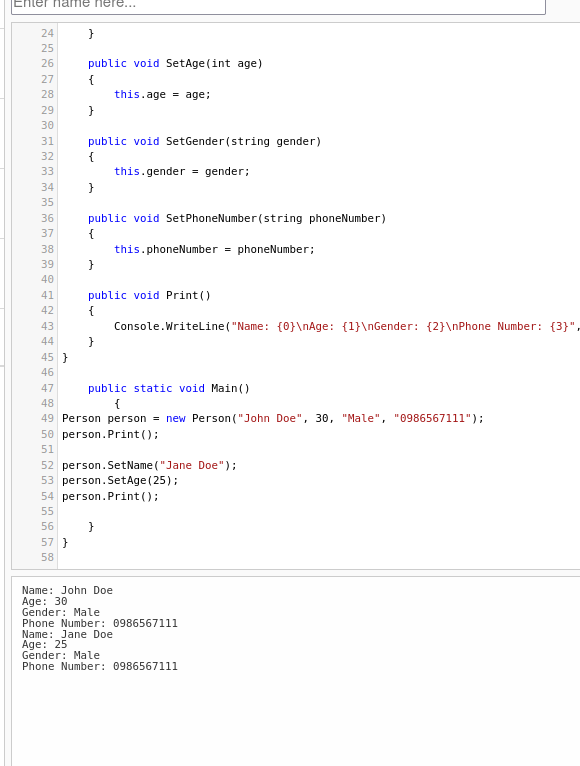 Enter name here...
24     }
25
26     public void SetAge(int age)
27     {
28         this.age = age;
29     }
30
31     public void SetGender(string gender)
32     {
33         this.gender = gender;
34     }
35
36     public void SetPhoneNumber(string phoneNumber)
37     {
38         this.phoneNumber = phoneNumber;
39     }
40
41     public void Print()
42     {
43         Console.WriteLine("Name: {0}\nAge: {1}\nGender: {2}\nPhone Number: {3}",
44     }
45 }
46
47     public static void Main()
48         {
49 Person person = new Person("John Doe", 30, "Male", "0986567111");
50 person.Print();
51
52 person.SetName("Jane Doe");
53 person.SetAge(25);
54 person.Print();
55
56     }
57 }
58
Name: John Doe
Age: 30
Gender: Male
Phone Number: 0986567111
Name: Jane Doe
Age: 25
Gender: Male
Phone Number: 0986567111